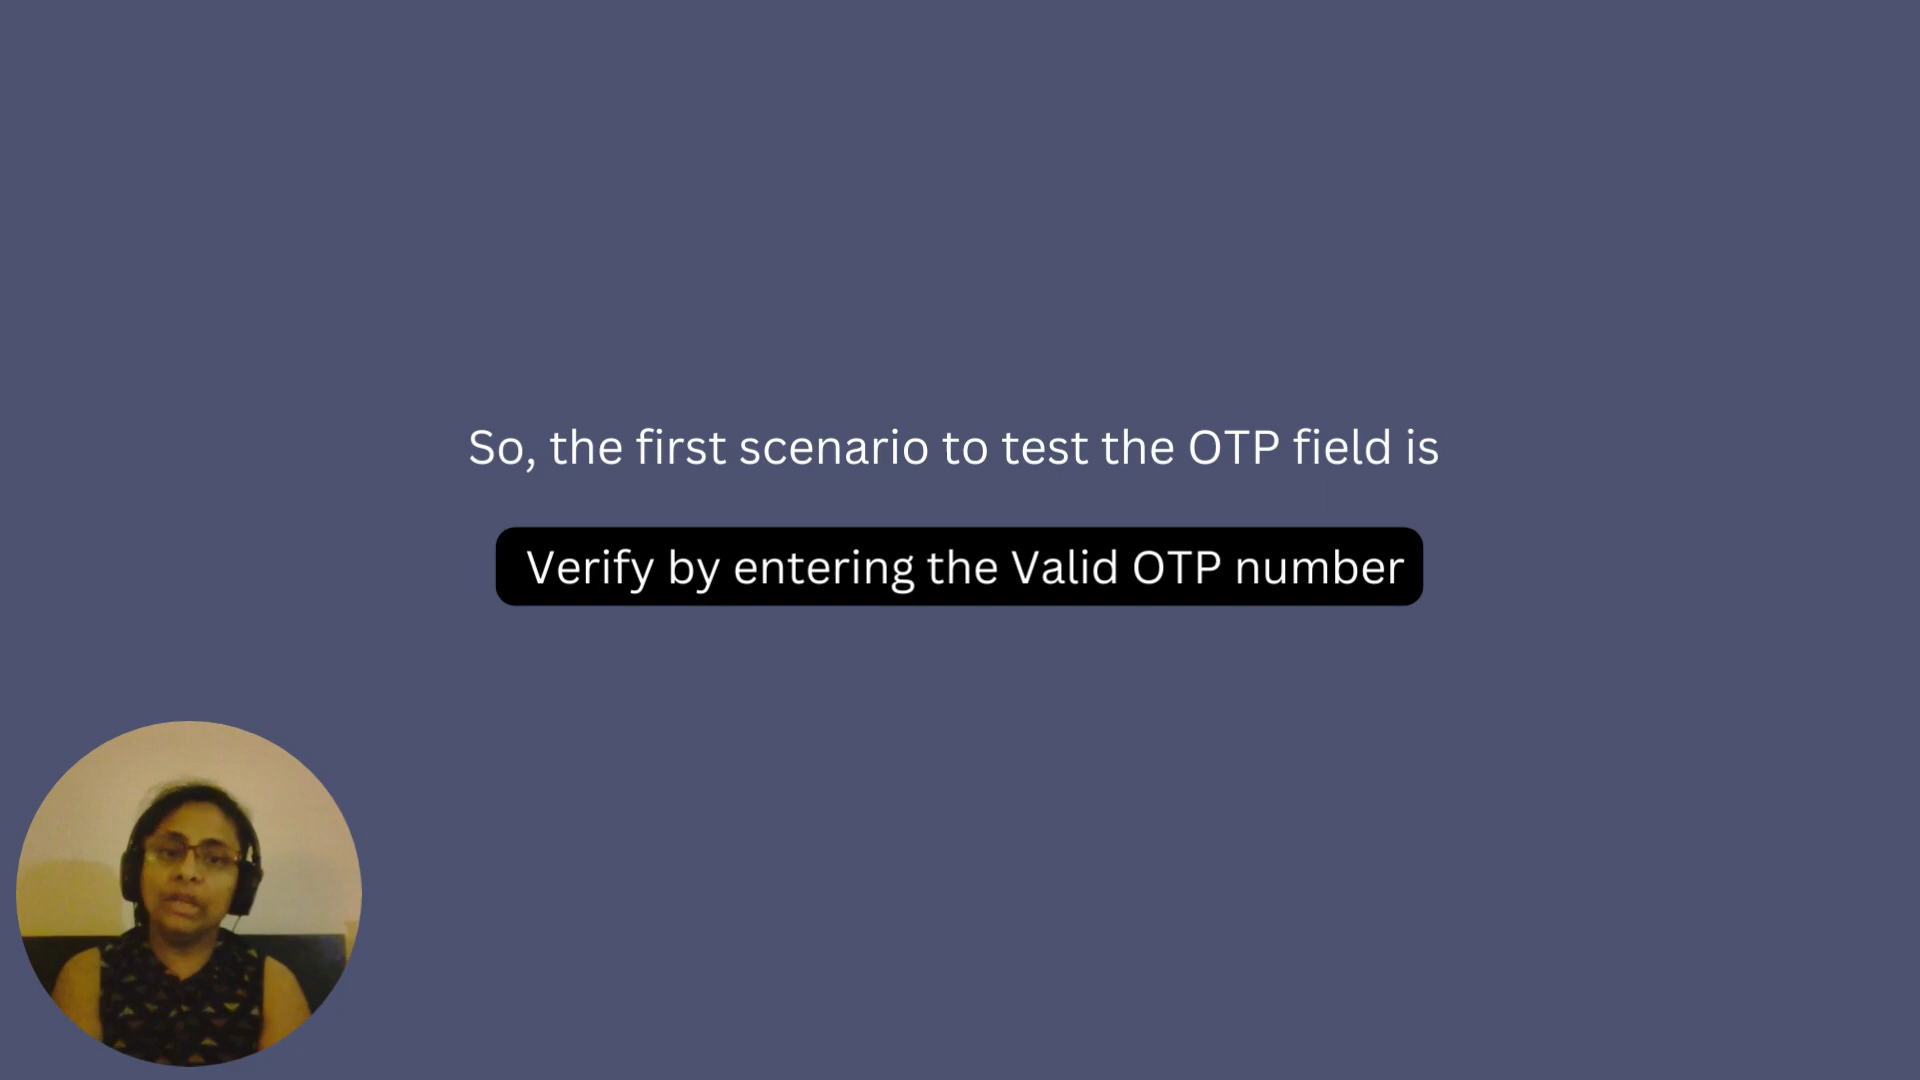 So, the first scenario to test the OTP field is
Verify by entering the Valid OTP number